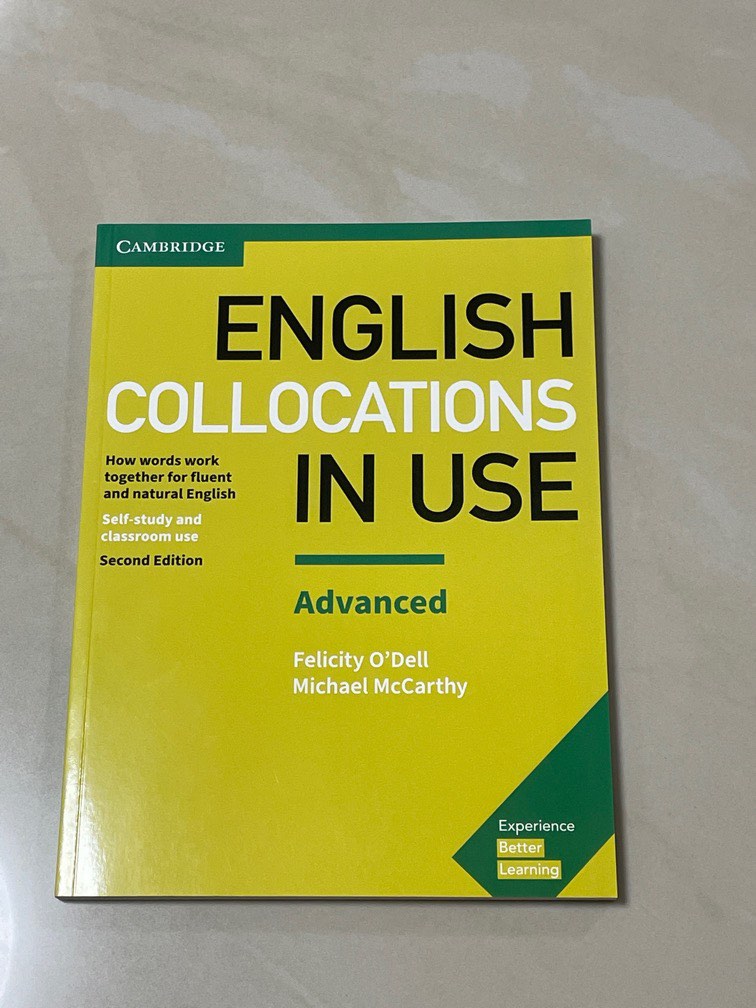 CAMBRIDGE
ENGLISH
COLLOCATIONS
IN USE
How words work
together for fluent
and natural English
Self-study and
classroom use
Second Edition
Advanced
Felicity O'Dell
Michael McCarthy
Experience
Better
Learning